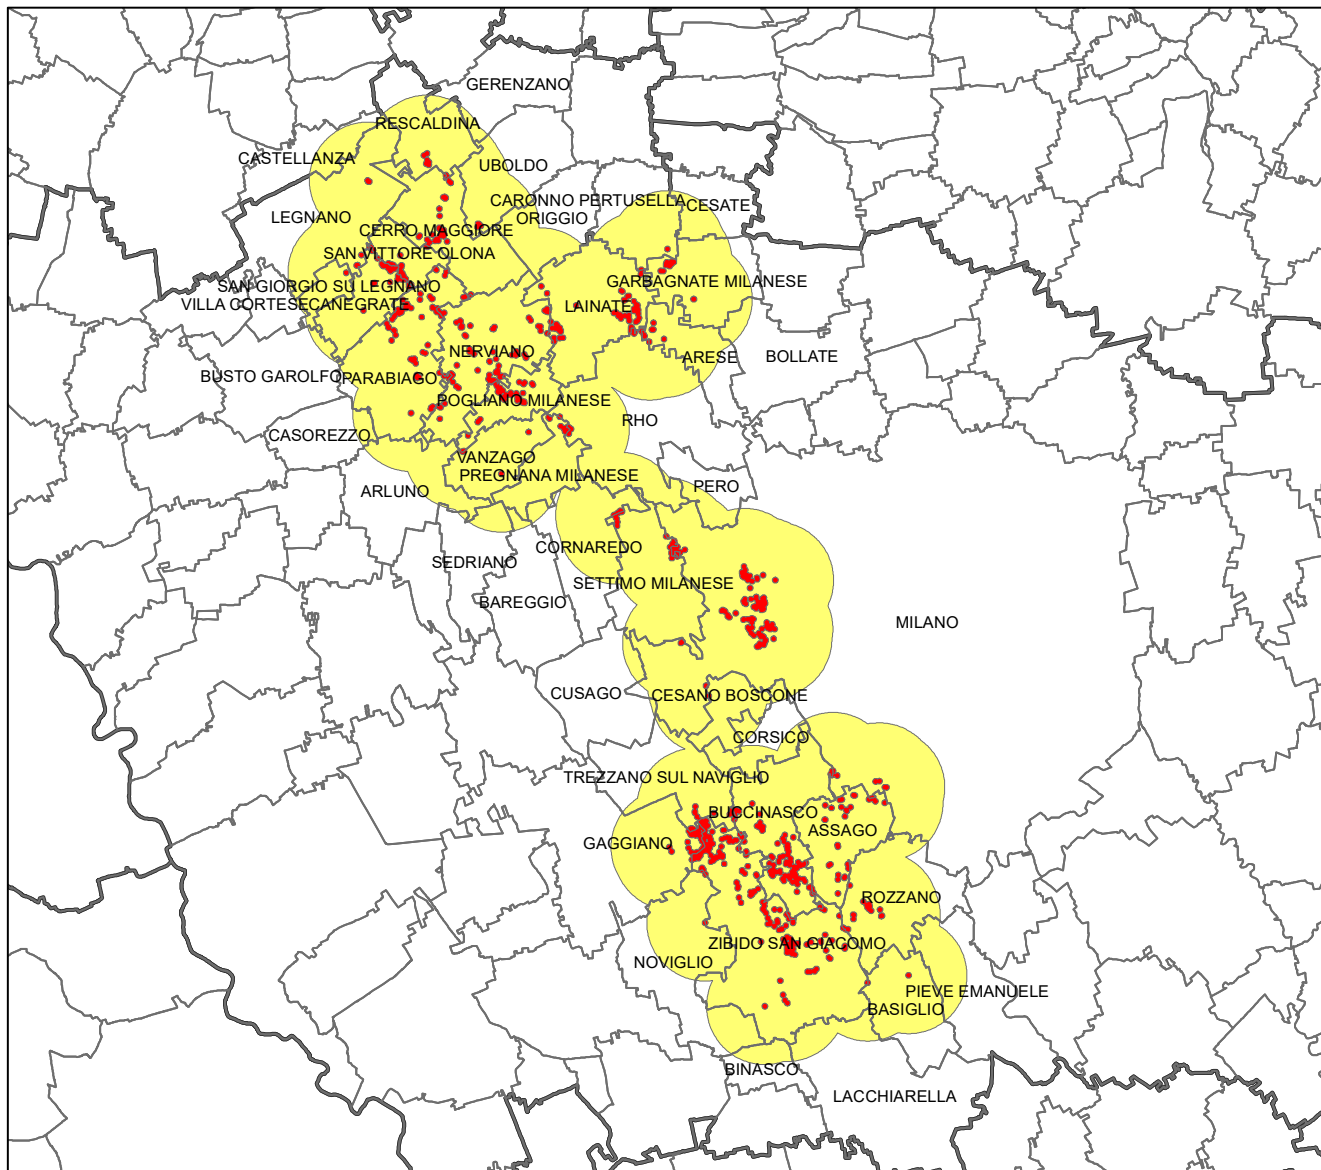 GERENZANO
RESCALDINA
CASTELLANZA
UBOLDO
CARONNO PERTUSELLA
CESATE
LEGNANO
ORIGGIO
CERRO MAGGIORE
SAN VITTORE OLONA
GARBAGNATE MILANESE
SAN GIORGIO SU LEGNANO
VILLA CORTESE
CANEGRATE
LAINATE
NERVIANO
ARESE
BOLLATE
BUSTO GAROLFO
PARABIAGO
POGLIANO MILANESE
RHO
CASOREZZO
VANZAGO
PREGNANA MILANESE
ARLUNO
PERO
CORNAREDO
SEDRIANO
SETTIMO MILANESE
BAREGGIO
MILANO
CUSAGO
CESANO BOSCONE
CORSICO
TREZZANO SUL NAVIGLIO
BUCCINASCO
ASSAGO
GAGGIANO
ROZZANO
ZIBIDO SAN GIACOMO
NOVIGLIO
PIEVE EMANUELE
BASIGLIO
BINASCO
LACCHIARELLA